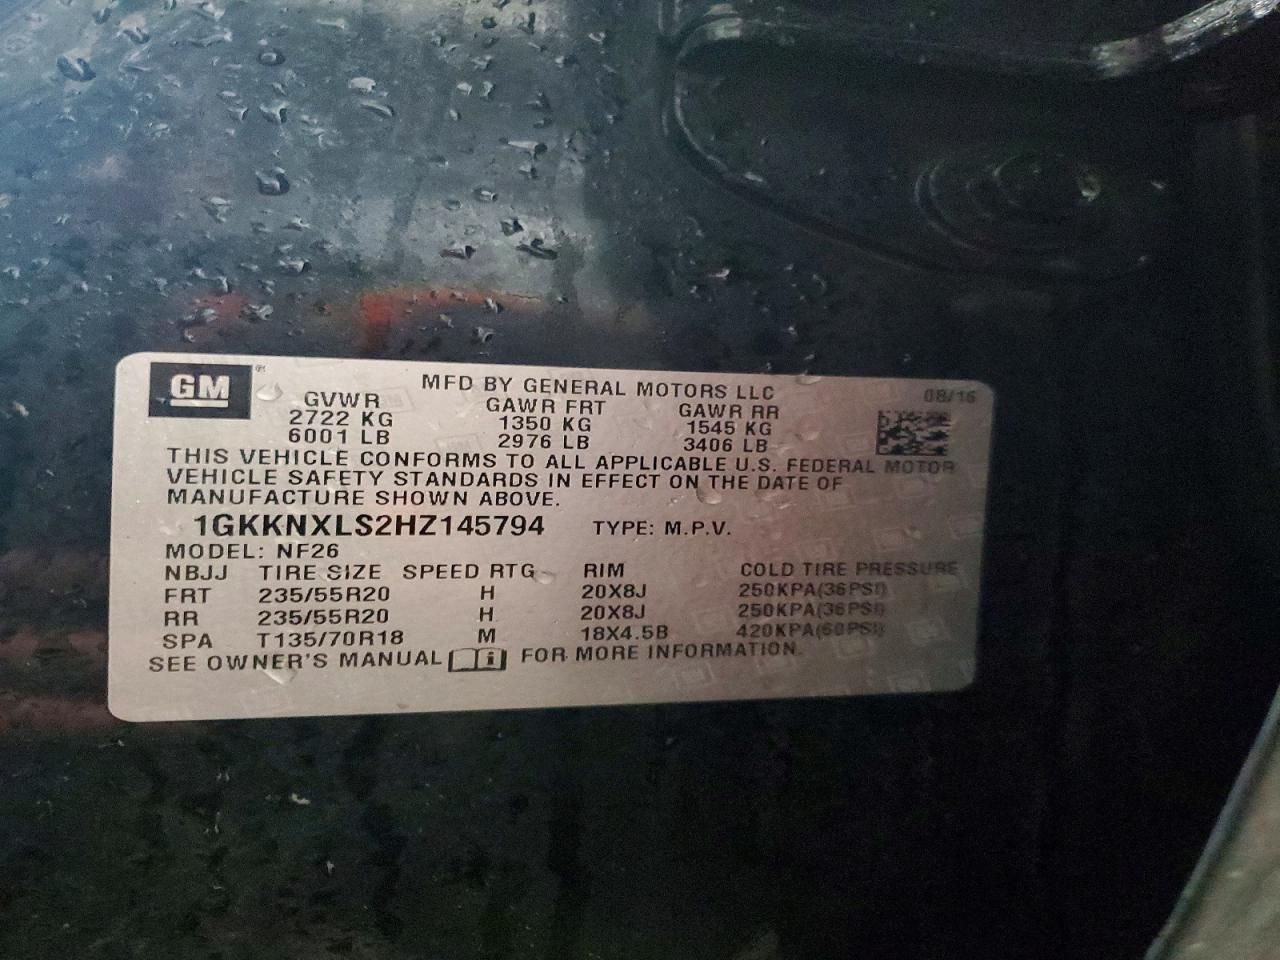 GM ®
MFD BY GENERAL MOTORS LLC 08/16
GVWR GAWR FRT GAWR RR
2722 KG 1350 KG 1545 KG
6001 LB 2976 LB 3406 LB
THIS VEHICLE CONFORMS TO ALL APPLICABLE U.S. FEDERAL MOTOR
VEHICLE SAFETY STANDARDS IN EFFECT ON THE DATE OF
MANUFACTURE SHOWN ABOVE.
1GKKNXLS2HZ145794 TYPE: M.P.V.
MODEL: NF26
NBJJ TIRE SIZE SPEED RTG RIM COLD TIRE PRESSURE
FRT 235/55R20 H 20X8J 250KPA(36PSI)
RR 235/55R20 H 20X8J 250KPA(36PSI)
SPA T135/70R18 M 18X4.5B 420KPA(60PSI)
SEE OWNER'S MANUAL FOR MORE INFORMATION.